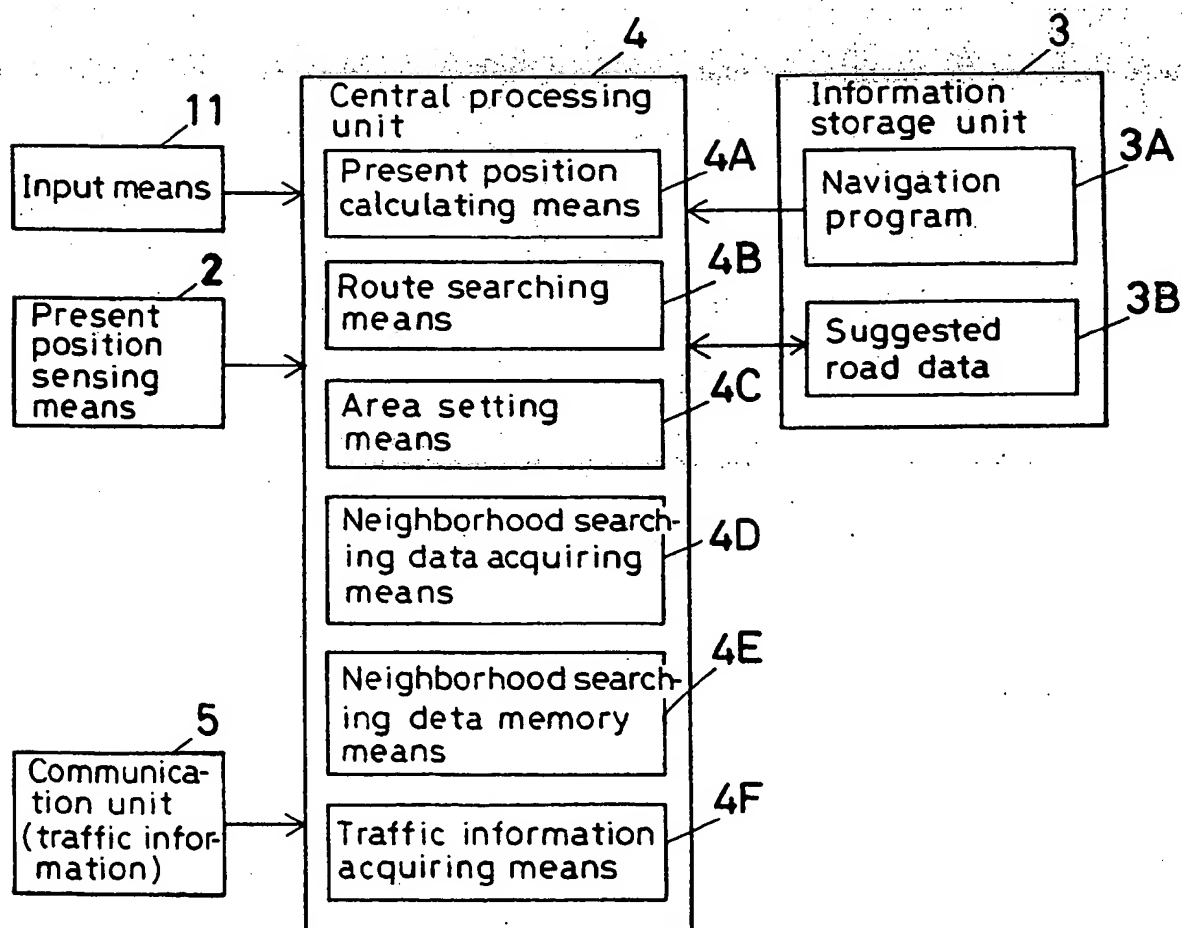 4
3
11
Central processing
unit
Information
storage unit
Input means
4A
3A
Present position
calculating means
Navigation
program
2
4B
Present
position
sensing
means
Route searching
means
3B
Suggested
road data
4C
Area setting
means
4D
Neighborhood search-
ing data acquiring
means
4E
Neighborhood search-
ing deta memory
means
5
Communica-
tion unit
(traffic infor-
mation)
4F
Traffic information
acquiring means